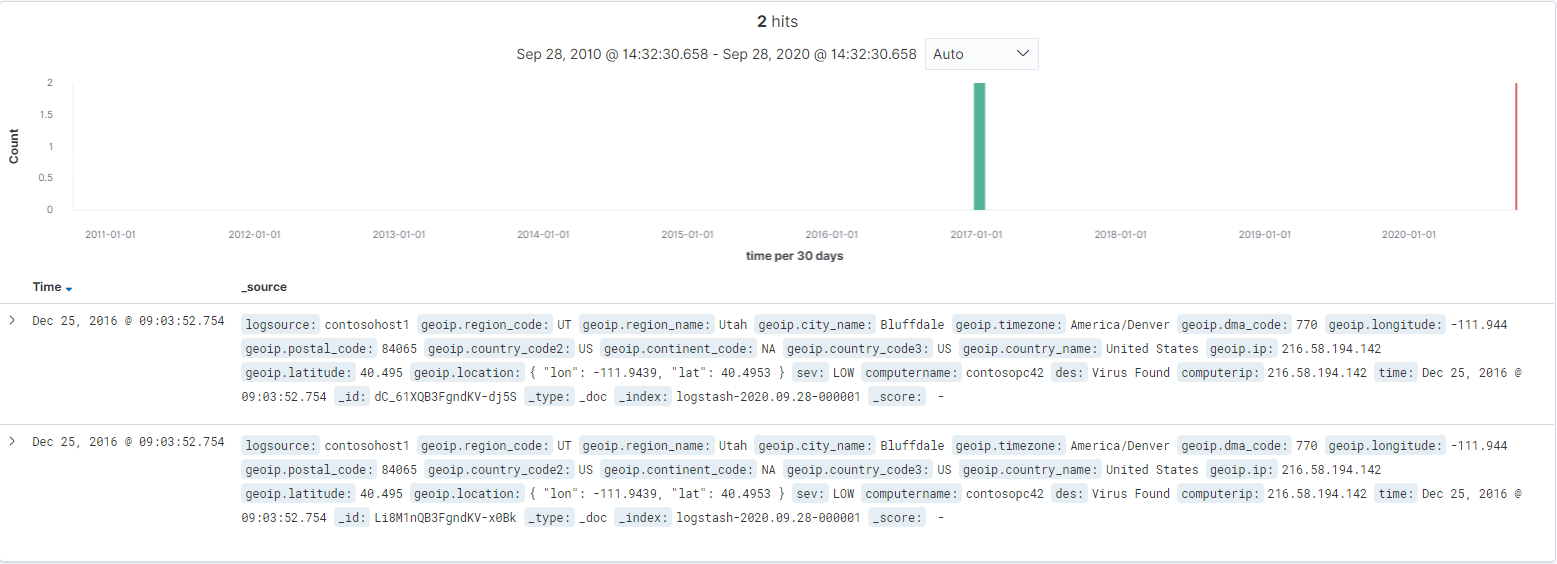 2 hits
Sep 28, 2010 @ 14:32:30.658 - Sep 28, 2020 @ 14:32:30.658 Auto
Count
2
1.5
1
0.5
0
2011-01-01 2012-01-01 2013-01-01 2014-01-01 2015-01-01 2016-01-01 2017-01-01 2018-01-01 2019-01-01 2020-01-01
time per 30 days
Time _source
Dec 25, 2016 @ 09:03:52.754 logsource: contosohost1 geoip.region_code: UT geoip.region_name: Utah geoip.city_name: Bluffdale geoip.timezone: America/Denver geoip.dma_code: 770 geoip.longitude: -111.944
geoip.postal_code: 84065 geoip.country_code2: US geoip.continent_code: NA geoip.country_code3: US geoip.country_name: United States geoip.ip: 216.58.194.142
geoip.latitude: 40.495 geoip.location: { "lon": -111.9439, "lat": 40.4953 } sev: LOW computername: contosopc42 des: Virus Found computerip: 216.58.194.142 time: Dec 25, 2016 @
09:03:52.754 _id: dC_61XQB3FgndKV-dj5S _type: _doc _index: logstash-2020.09.28-000001 _score: -
Dec 25, 2016 @ 09:03:52.754 logsource: contosohost1 geoip.region_code: UT geoip.region_name: Utah geoip.city_name: Bluffdale geoip.timezone: America/Denver geoip.dma_code: 770 geoip.longitude: -111.944
geoip.postal_code: 84065 geoip.country_code2: US geoip.continent_code: NA geoip.country_code3: US geoip.country_name: United States geoip.ip: 216.58.194.142
geoip.latitude: 40.495 geoip.location: { "lon": -111.9439, "lat": 40.4953 } sev: LOW computername: contosopc42 des: Virus Found computerip: 216.58.194.142 time: Dec 25, 2016 @
09:03:52.754 _id: Li8M1nQB3FgndKV-x0Bk _type: _doc _index: logstash-2020.09.28-000001 _score: -